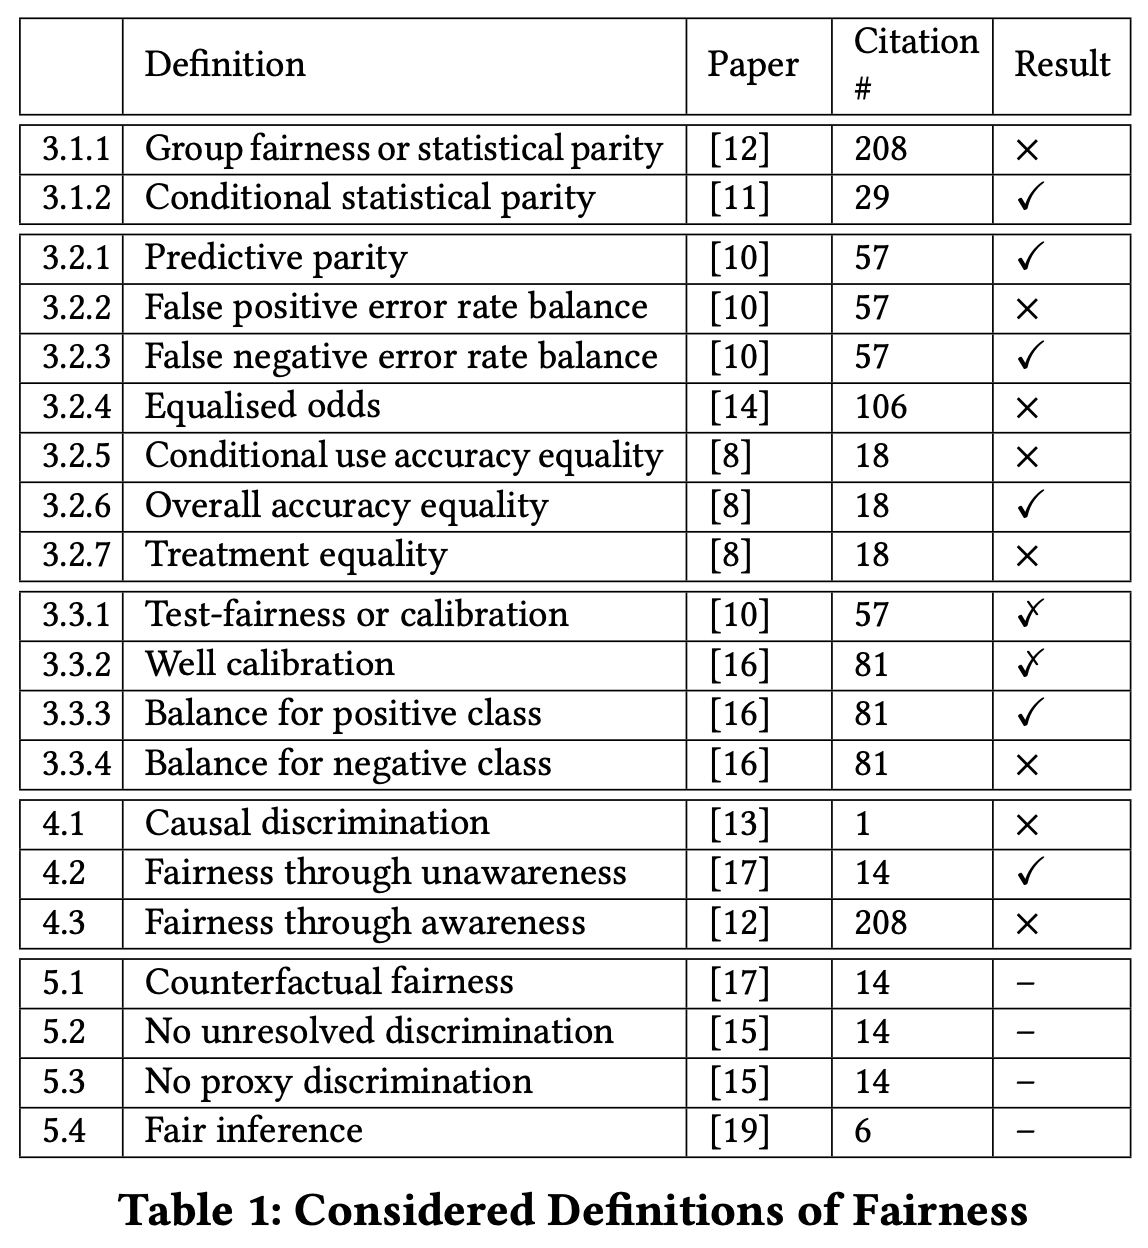 Definition Paper Citation # Result
3.1.1 Group fairness or statistical parity [12] 208 ×
3.1.2 Conditional statistical parity [11] 29 ✓
3.2.1 Predictive parity [10] 57 ✓
3.2.2 False positive error rate balance [10] 57 ×
3.2.3 False negative error rate balance [10] 57 ✓
3.2.4 Equalised odds [14] 106 ×
3.2.5 Conditional use accuracy equality [8] 18 ×
3.2.6 Overall accuracy equality [8] 18 ✓
3.2.7 Treatment equality [8] 18 ×
3.3.1 Test-fairness or calibration [10] 57 ✓×
3.3.2 Well calibration [16] 81 ✓×
3.3.3 Balance for positive class [16] 81 ✓
3.3.4 Balance for negative class [16] 81 ×
4.1 Causal discrimination [13] 1 ×
4.2 Fairness through unawareness [17] 14 ✓
4.3 Fairness through awareness [12] 208 ×
5.1 Counterfactual fairness [17] 14 –
5.2 No unresolved discrimination [15] 14 –
5.3 No proxy discrimination [15] 14 –
5.4 Fair inference [19] 6 –
Table 1: Considered Definitions of Fairness